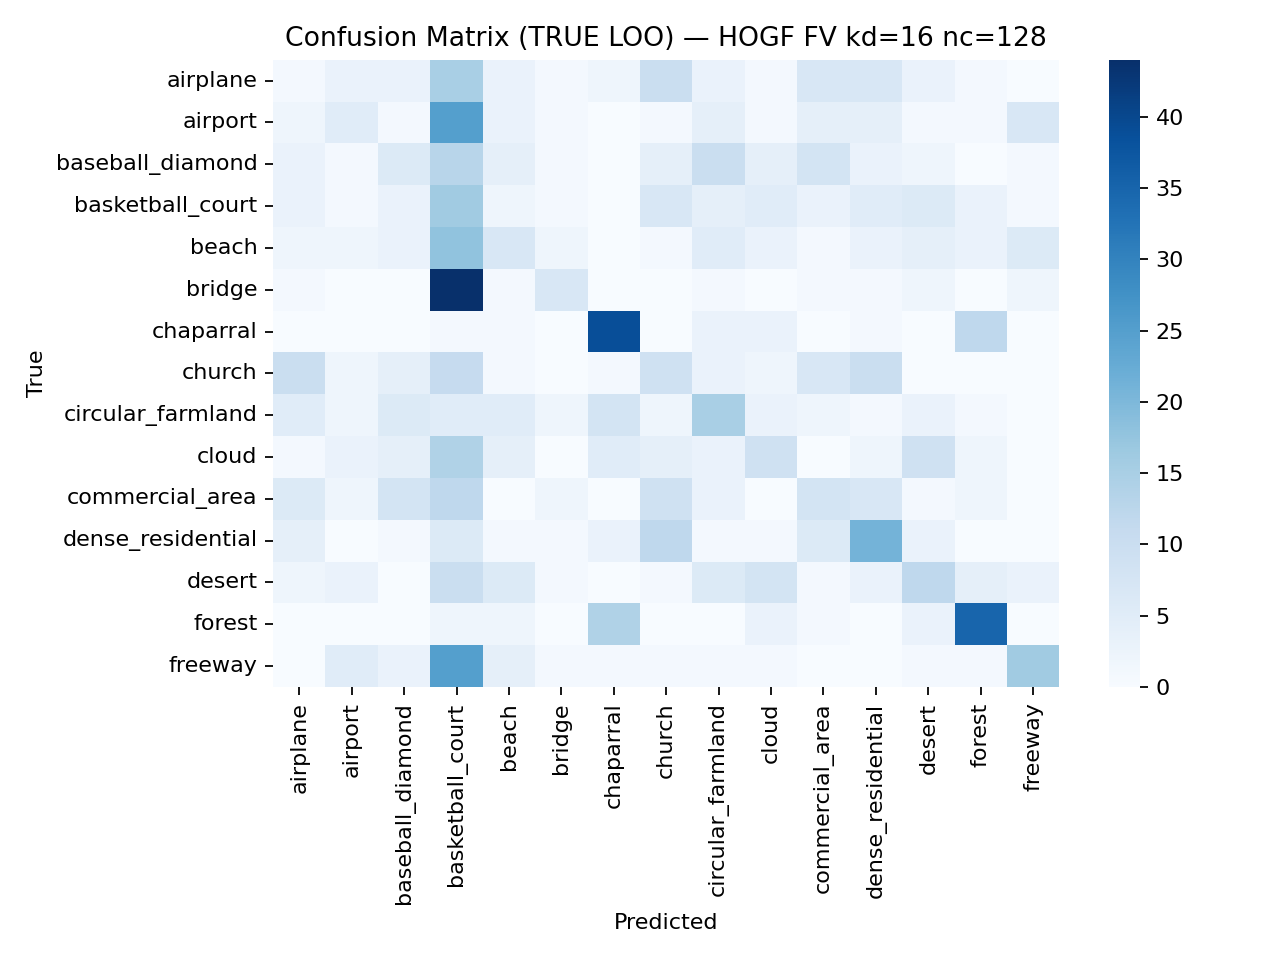 Confusion Matrix (TRUE LOO) — HOGF FV kd=16 nc=128
True
airplane
airport
baseball_diamond
basketball_court
beach
bridge
chaparral
church
circular_farmland
cloud
commercial_area
dense_residential
desert
forest
freeway
airplane
airport
baseball_diamond
basketball_court
beach
bridge
chaparral
church
circular_farmland
cloud
commercial_area
dense_residential
desert
forest
freeway
Predicted
40
35
30
25
20
15
10
5
0